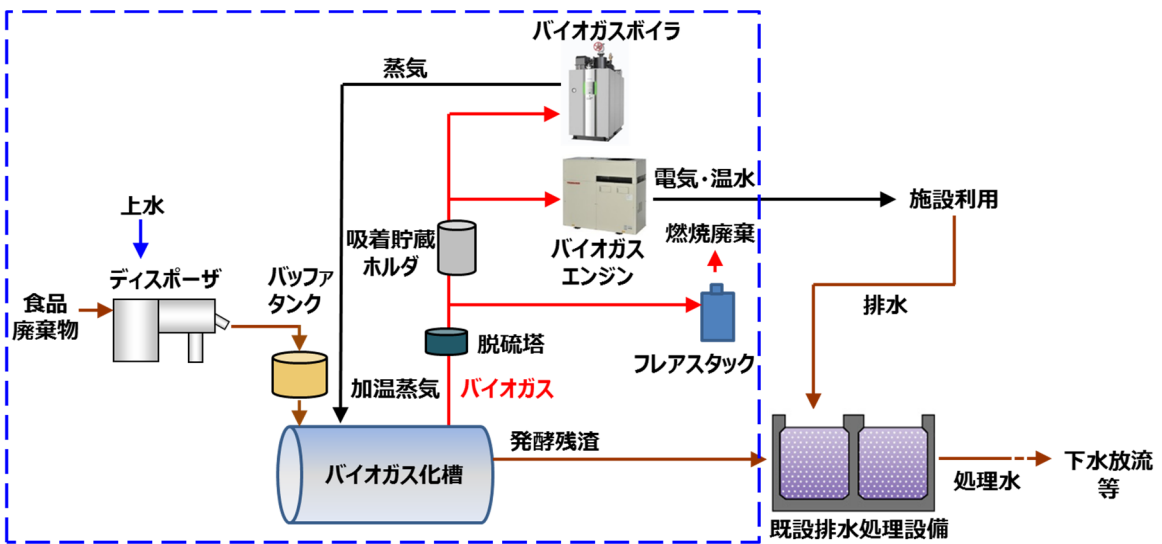 バイオガスボイラ
蒸気
電気・温水
施設利用
上水
吸着貯蔵
ホルダ
バイオガス
エンジン
燃焼廃棄
ディスポーザ
バッファ
タンク
食品
廃棄物
排水
脱硫塔
フレアスタック
加温蒸気
バイオガス
発酵残渣
バイオガス化槽
処理水
下水放流
等
既設排水処理設備